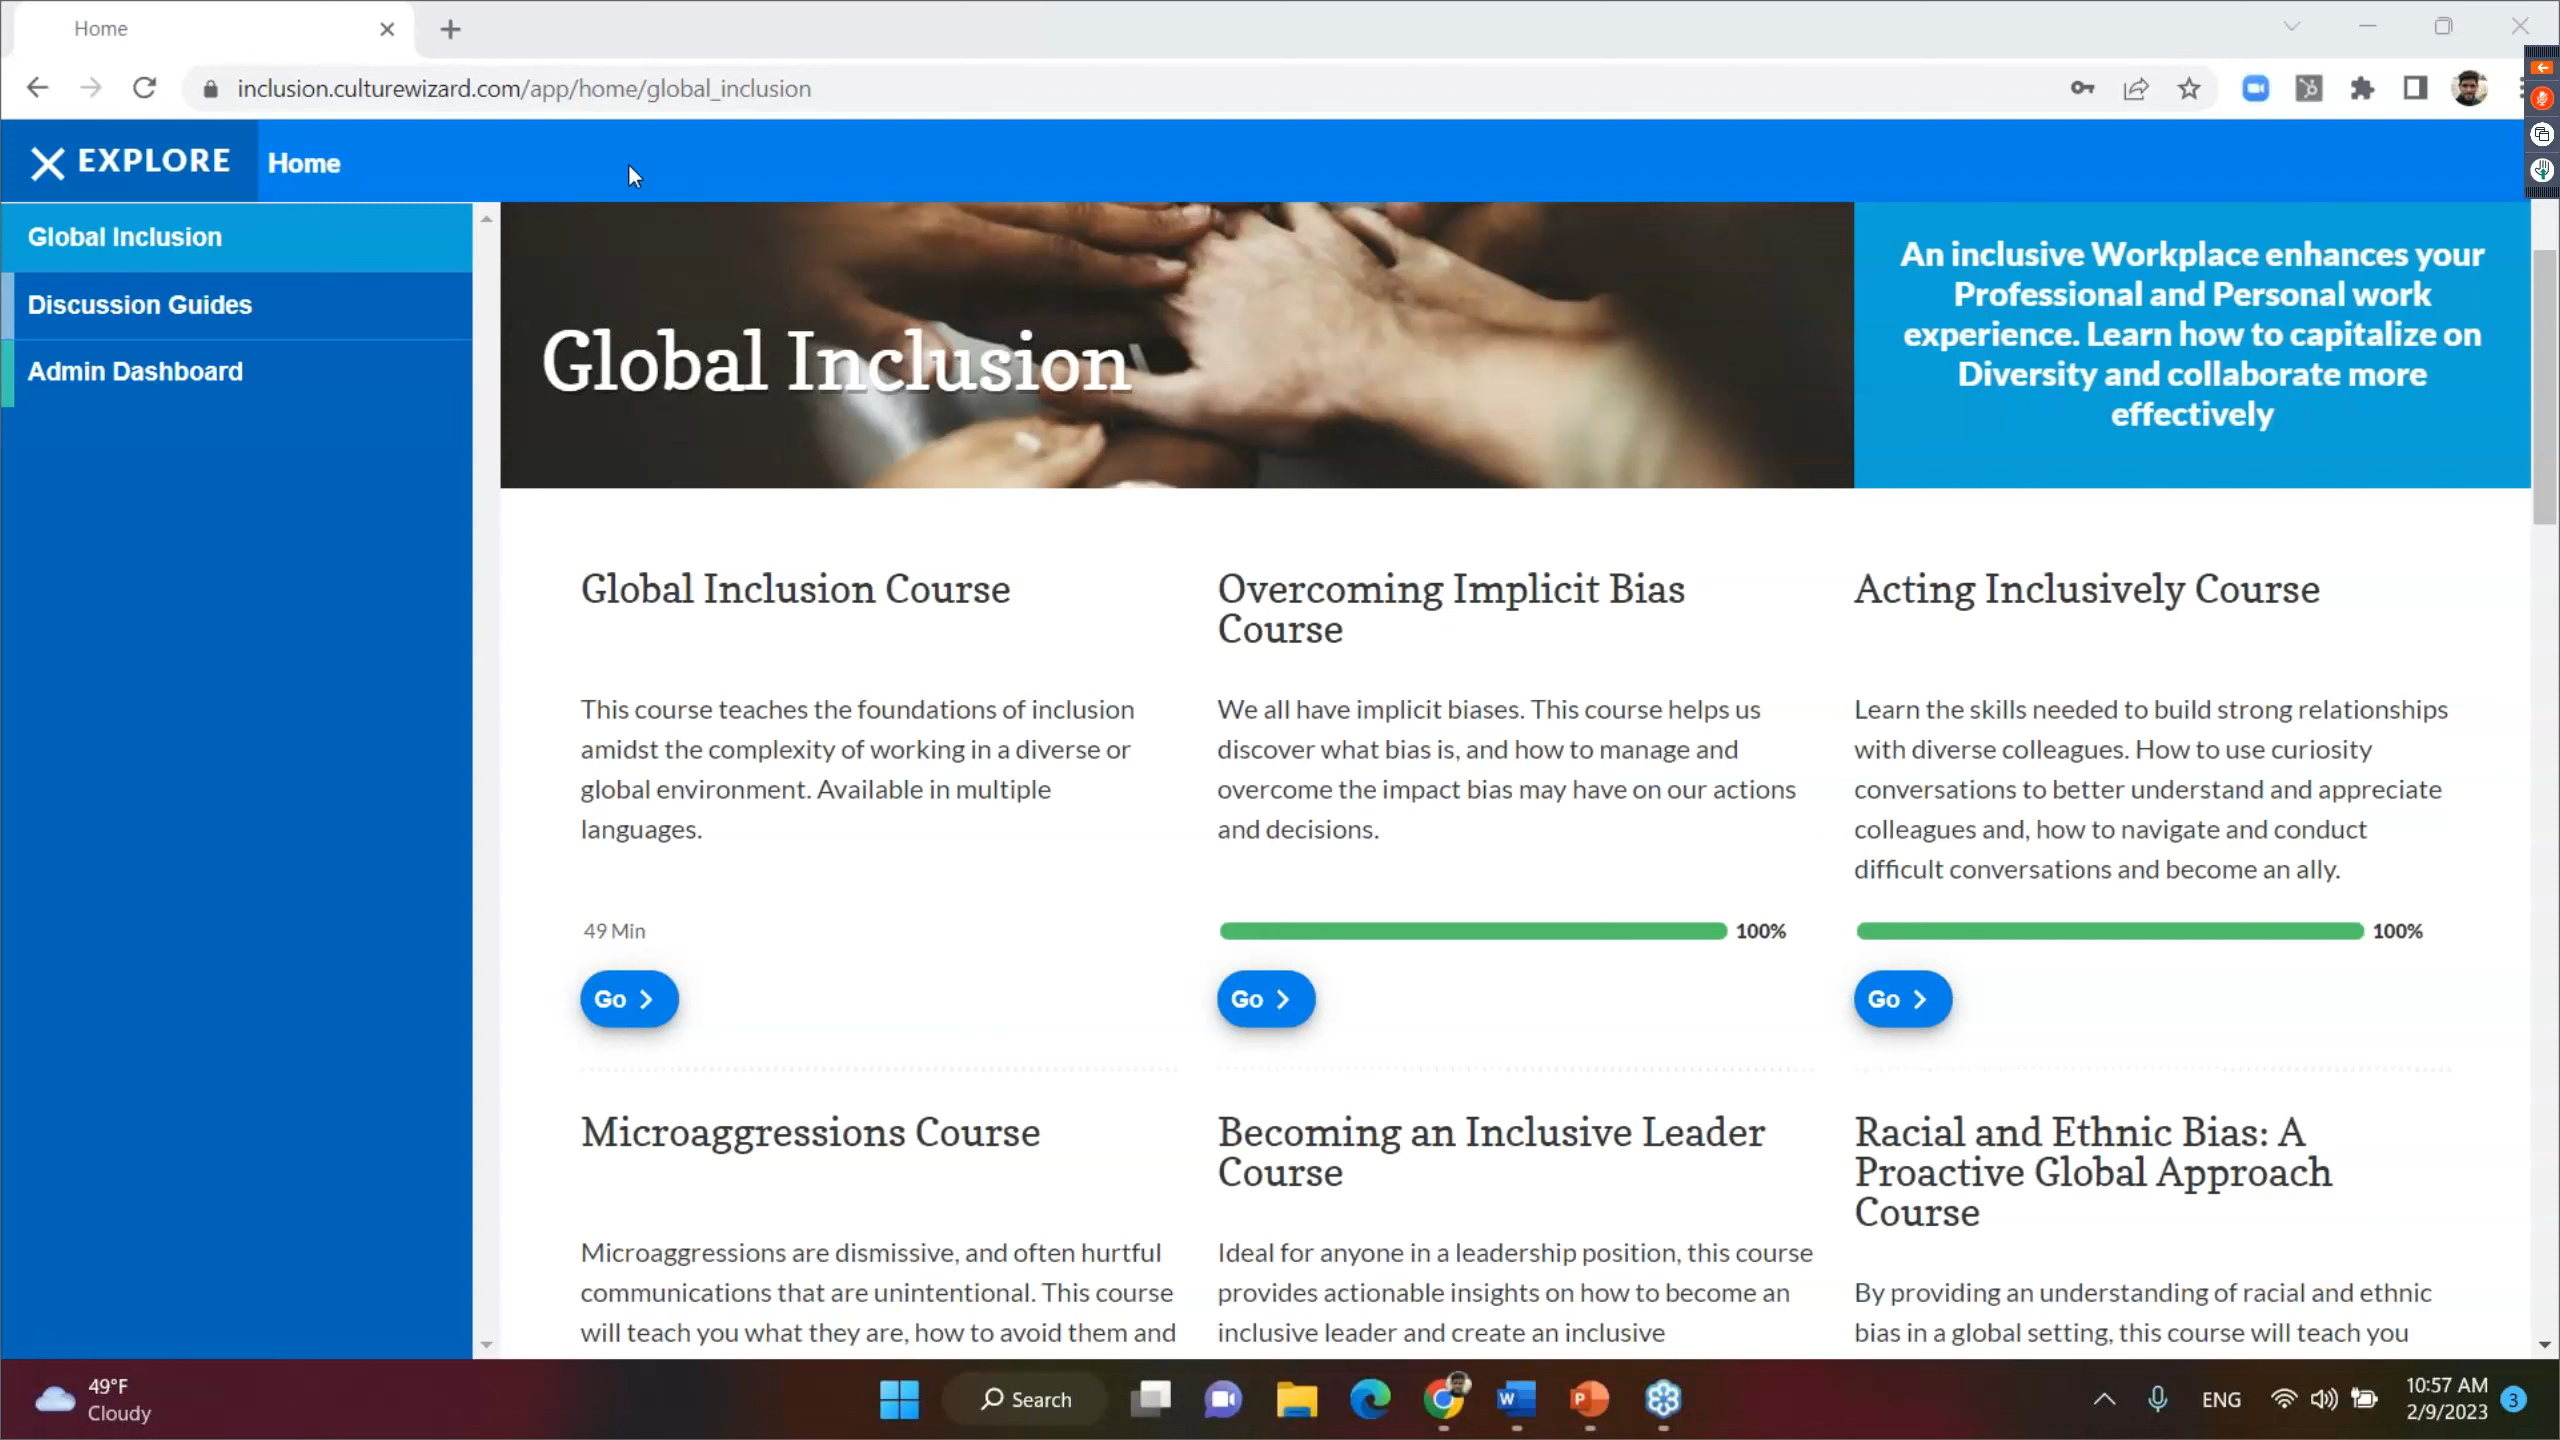 Home
inclusion.culturewizard.com/app/home/global_inclusion
EXPLORE
Home
Global Inclusion
Discussion Guides
Admin Dashboard
Global Inclusion
An inclusive Workplace enhances your
Professional and Personal work
experience. Learn how to capitalize on
Diversity and collaborate more
effectively
Global Inclusion Course
This course teaches the foundations of inclusion
amidst the complexity of working in a diverse or
global environment. Available in multiple
languages.
49 Min
Go
Overcoming Implicit Bias
Course
We all have implicit biases. This course helps us
discover what bias is, and how to manage and
overcome the impact bias may have on our actions
and decisions.
100%
Go
Acting Inclusively Course
Learn the skills needed to build strong relationships
with diverse colleagues. How to use curiosity
conversations to better understand and appreciate
colleagues and, how to navigate and conduct
difficult conversations and become an ally.
100%
Go
Microaggressions Course
Microaggressions are dismissive, and often hurtful
communications that are unintentional. This course
will teach you what they are, how to avoid them and
Becoming an Inclusive Leader
Course
Ideal for anyone in a leadership position, this course
provides actionable insights on how to become an
inclusive leader and create an inclusive
Racial and Ethnic Bias: A
Proactive Global Approach
Course
By providing an understanding of racial and ethnic
bias in a global setting, this course will teach you
49°F
Cloudy
Search
W
P
ENG
10:57 AM
2/9/2023
3